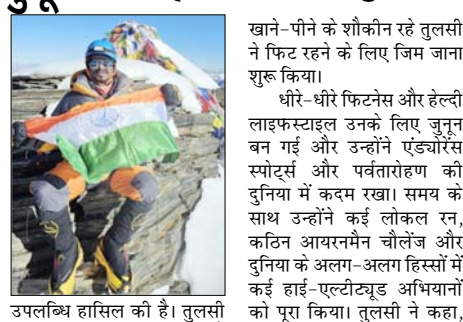 उपलब्धि हासिल की है। तुलसी
खाने-पीने के शौकीन रहे तुलसी
ने फिट रहने के लिए जिम जाना
शुरू किया।
धीरे-धीरे फिटनेस और हेल्दी
लाइफस्टाइल उनके लिए जुनून
बन गई और उन्होंने एंड्योरेंस
स्पोर्ट्स और पर्वतारोहण की
दुनिया में कदम रखा। समय के
साथ उन्होंने कई लोकल रन,
कठिन आयरनमैन चौलेंज और
दुनिया के अलग-अलग हिस्सों में
कई हाई-एल्टीट्यूड अभियानों
को पूरा किया। तुलसी ने कहा,